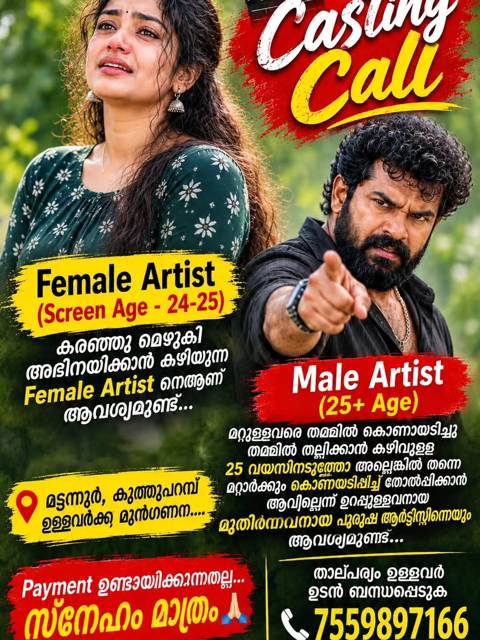 Casting
Call
Female Artist
(Screen Age - 24-25)
കരഞ്ഞു മെഴുകി
അഭിനയിക്കാൻ കഴിയുന്ന
Female Artist നെആണ്
ആവശ്യമുണ്ട്...
Male Artist
(25+ Age)
മറ്റുള്ളവരെ തമ്മിൽ കൊണായടിച്ചു
തമ്മിൽ തല്ലിക്കാൻ കഴിവുള്ള
25 വയസിനടുത്തോ അല്ലെങ്കിൽ തന്നെ
മറ്റാർക്കും കൊണയടിപ്പിച്ച് തോൽപ്പിക്കാൻ
ആവില്ലെന്ന് ഉറപ്പുള്ളവനായ
മുതിർന്നവനായ പുരുഷ ആർട്ടിസ്റ്റിന്നെയും
ആവശ്യമുണ്ട്...
മട്ടന്നൂർ, കുത്തുപറമ്പ്
ഉള്ളവർക്കു മുൻഗണന....
Payment ഉണ്ടായിക്കുന്നതല്ല...
സ്നേഹം മാത്രം🙏🏻
താല്പര്യം ഉള്ളവർ
ഉടൻ ബന്ധപ്പെടുക
7559897166